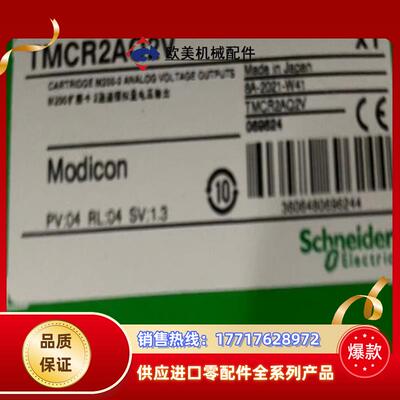 TMCR2AQ2V
X1
欧美机械配件
CARTRIDGE M200-2 ANALOG VOLTAGE OUTPUTS
Made in Japan
8A-2021-W41
TMCR2AQ2V
069624
CE
Modicon
10
PV:04 RL:04 SV:1.3
3606480696244
Schneider
Electric
品质
保证
销售热线：17717628972
供应进口零配件全系列产品
爆款